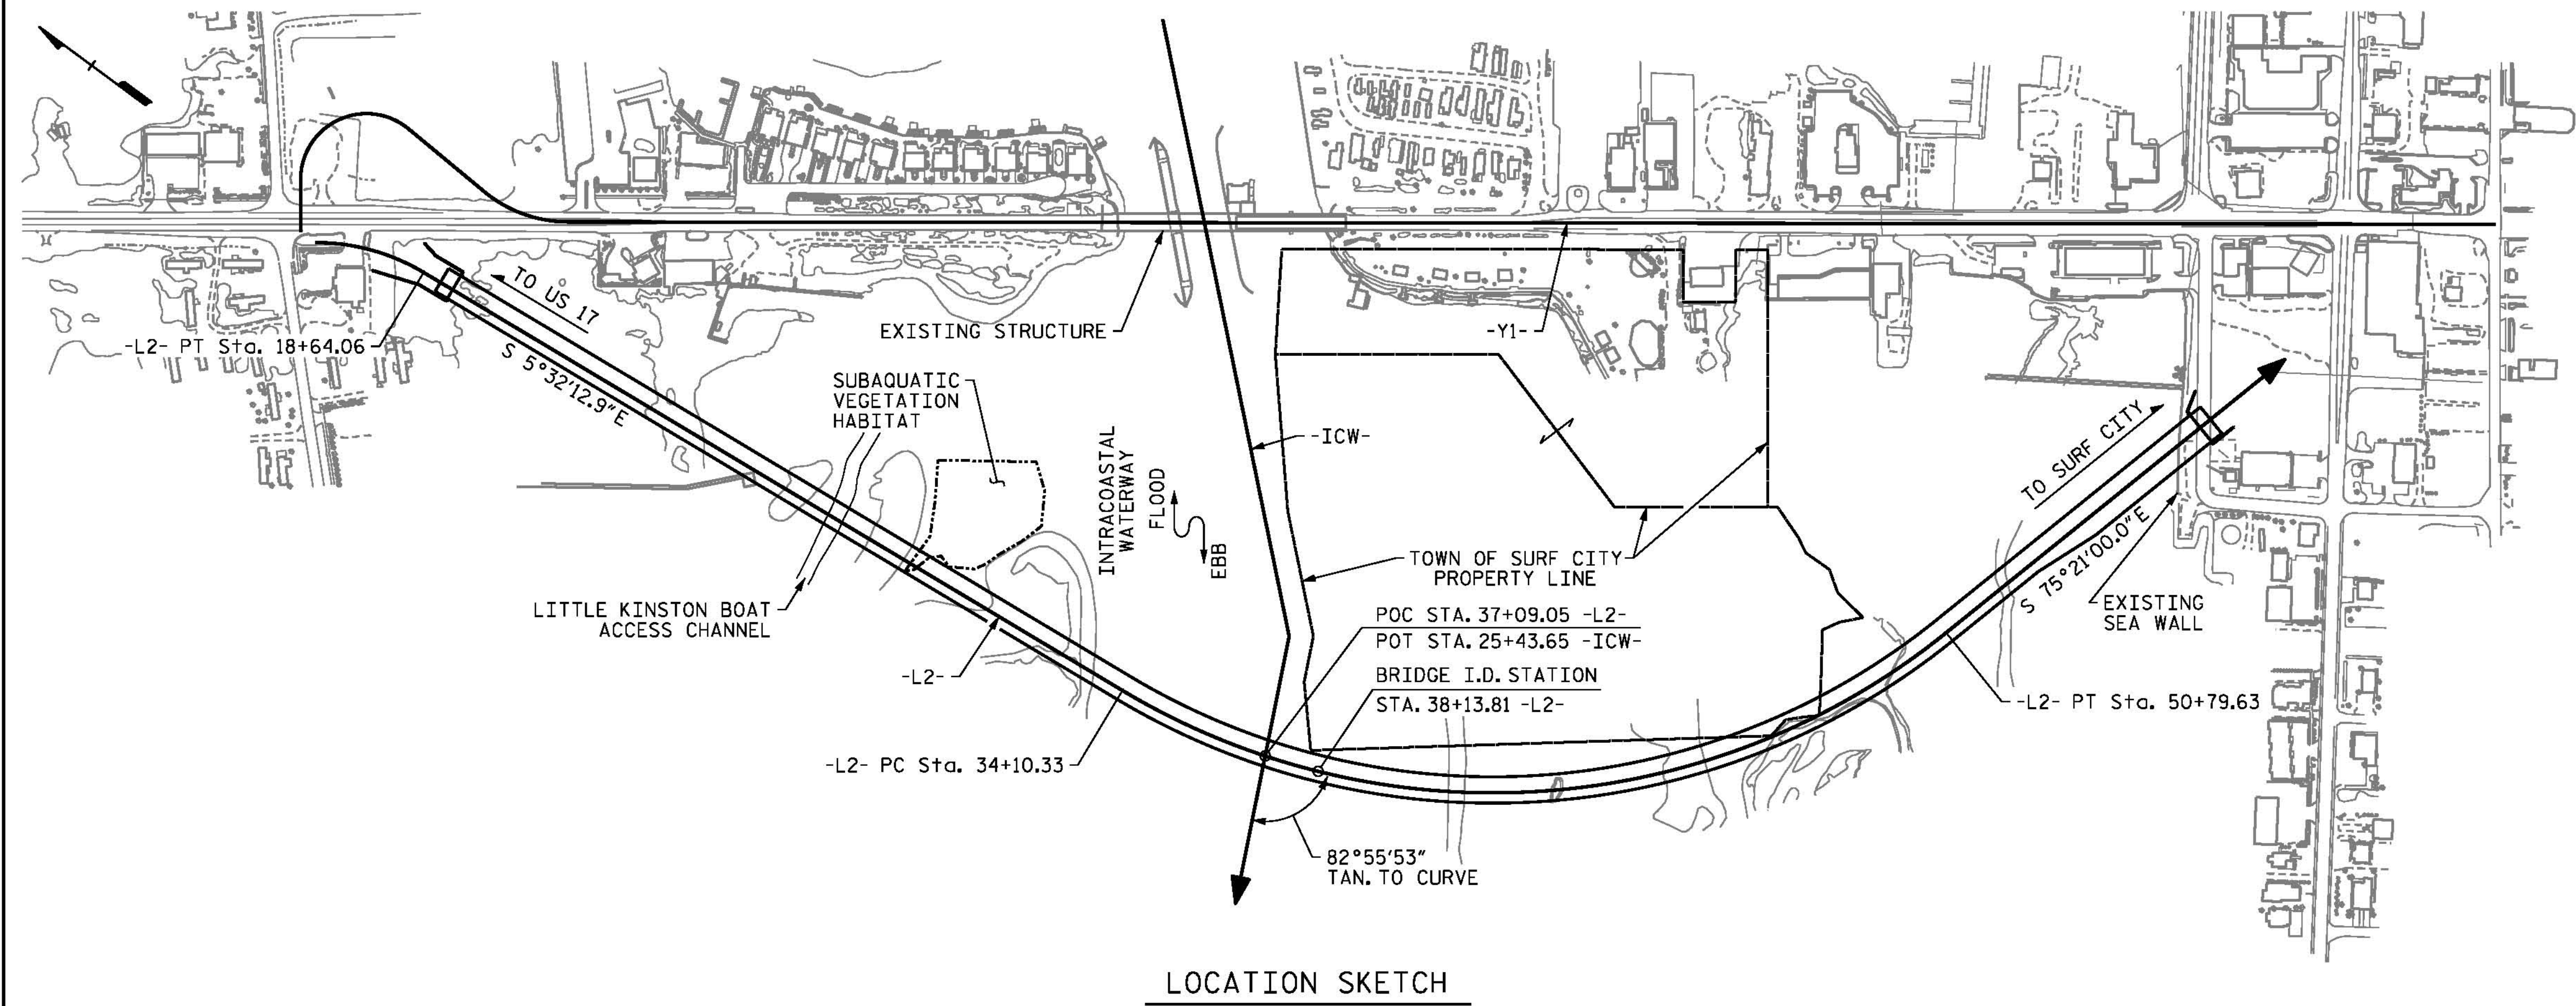 TO US 17
-L2- PT Sta. 18+64.06
S 5°32'12.9"E
EXISTING STRUCTURE
-Y1-
SUBAQUATIC
VEGETATION
HABITAT
INTRACOASTAL
WATERWAY
FLOOD
EBB
-ICW-
TO SURF CITY
S 75°21'00.0"E
TOWN OF SURF CITY
PROPERTY LINE
LITTLE KINSTON BOAT
ACCESS CHANNEL
EXISTING
SEA WALL
POC STA. 37+09.05 -L2-
POT STA. 25+43.65 -ICW-
BRIDGE I.D. STATION
STA. 38+13.81 -L2-
-L2-
-L2- PT Sta. 50+79.63
-L2- PC Sta. 34+10.33
82°55'53"
TAN. TO CURVE
LOCATION SKETCH